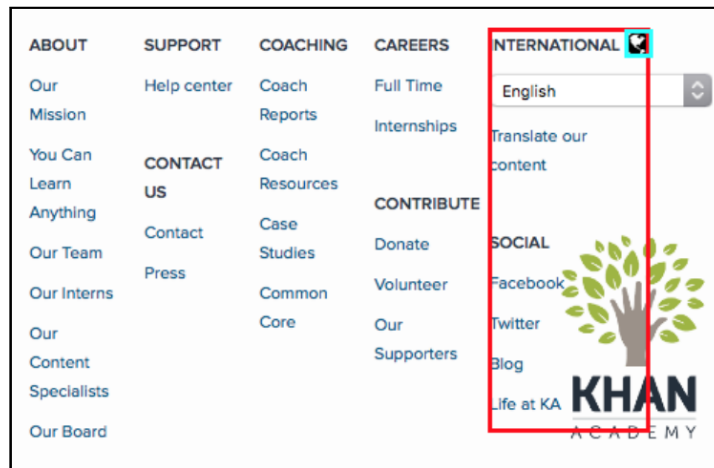 ABOUT
Our
Mission
You Can
Learn
Anything
Our Team
Our Interns
Our
Content
Specialists
Our Board
SUPPORT
Help center
CONTACT
US
Contact
Press
COACHING
Coach
Reports
Coach
Resources
Case
Studies
Common
Core
CAREERS
Full Time
Internships
CONTRIBUTE
Donate
Volunteer
Our
Supporters
INTERNATIONAL
English
Translate our
content
SOCIAL
Facebook
Twitter
Blog
Life at KA
KHAN
ACADEMY